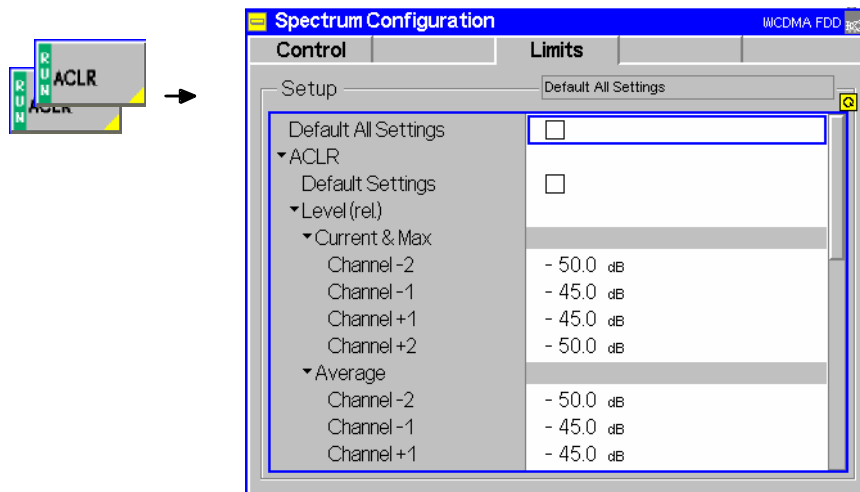 RUN ACLR
RUN ACLR
Spectrum Configuration WCDMA FDD
Control Limits
Setup Default All Settings
Default All Settings
ACLR
Default Settings
Level (rel.)
Current & Max
Channel -2 - 50.0 dB
Channel -1 - 45.0 dB
Channel +1 - 45.0 dB
Channel +2 - 50.0 dB
Average
Channel -2 - 50.0 dB
Channel -1 - 45.0 dB
Channel +1 - 45.0 dB